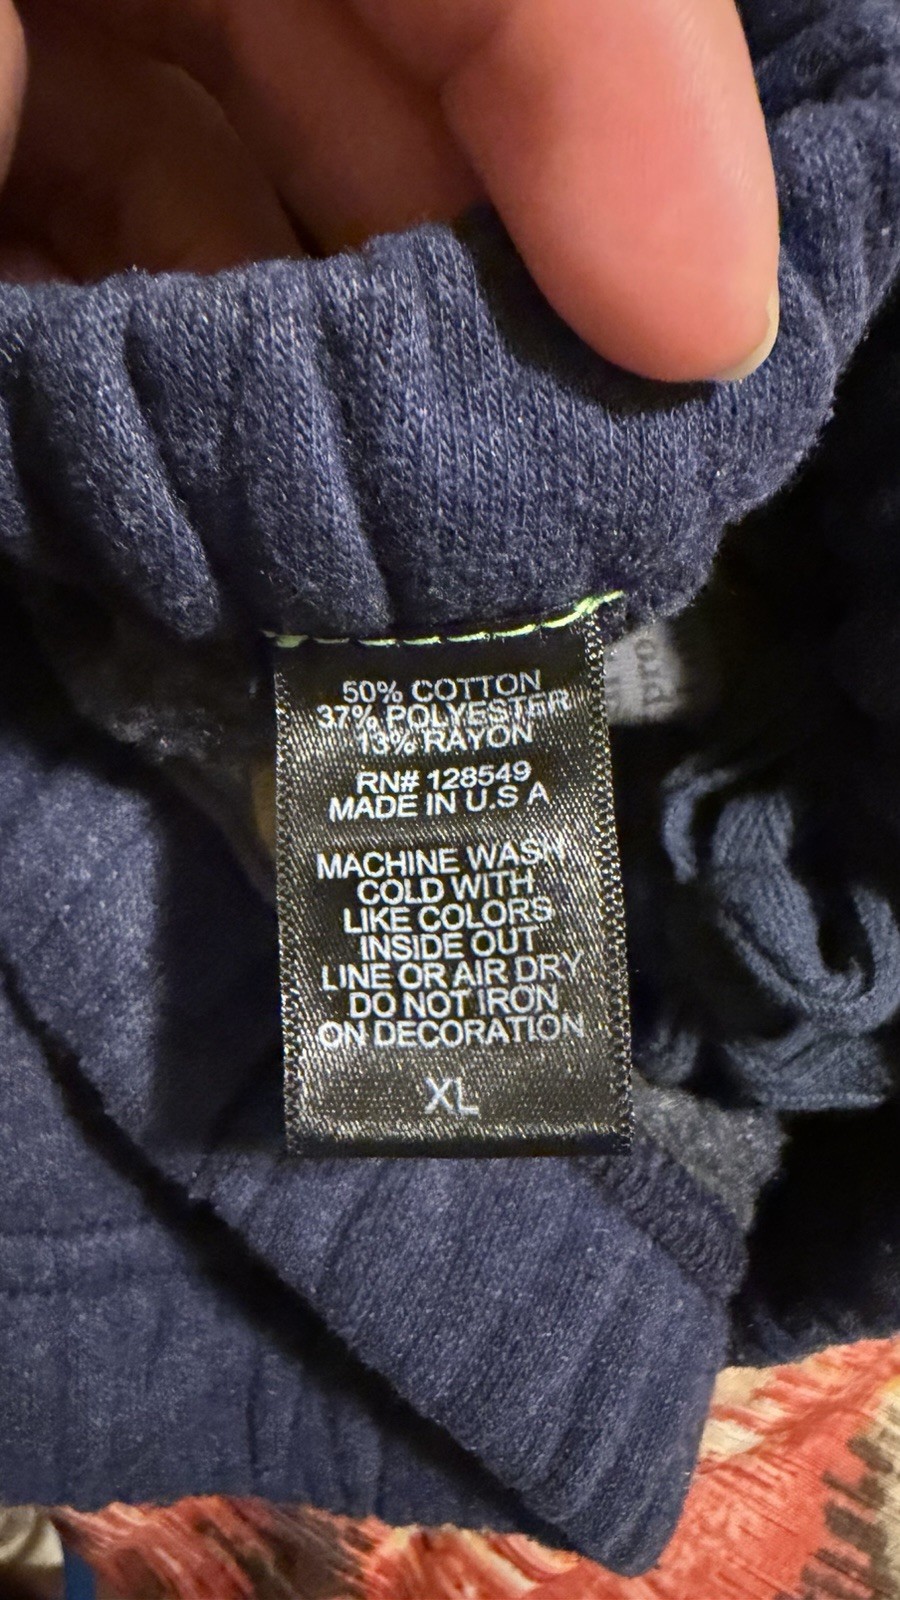 50% COTTON
37% POLYESTER
13% RAYON
RN# 128549
MADE IN U.S A
MACHINE WASH
COLD WITH
LIKE COLORS
INSIDE OUT
LINE OR AIR DRY
DO NOT IRON
ON DECORATION
XL